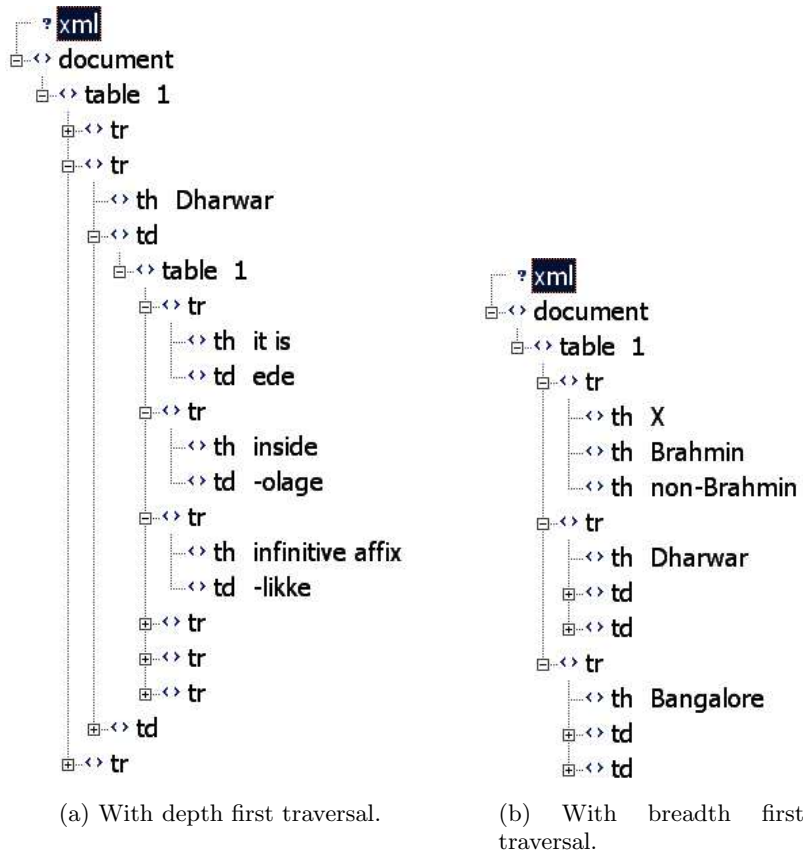 ? xml
document
table 1
tr
tr
th Dharwar
td
table 1
tr
th it is
td ede
tr
th inside
td -olage
tr
th infinitive affix
td -likke
tr
tr
tr
td
tr
(a) With depth first traversal.
? xml
document
table 1
tr
th X
th Brahmin
th non-Brahmin
tr
th Dharwar
td
td
tr
th Bangalore
td
td
(b) With breadth first
traversal.